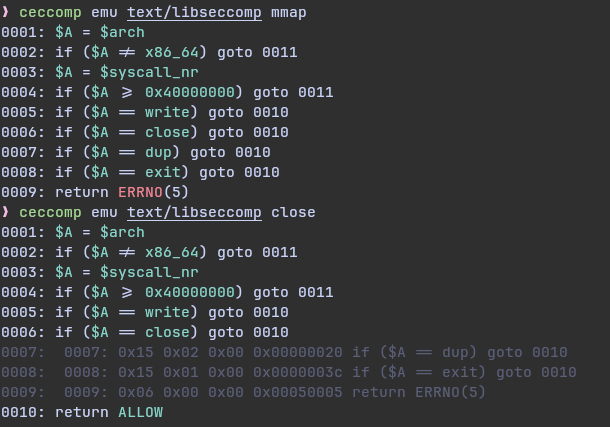 ❫ ceccomp emu text/libseccomp mmap
0001: $A = $arch
0002: if ($A ≠ x86_64) goto 0011
0003: $A = $syscall_nr
0004: if ($A ⩾ 0x40000000) goto 0011
0005: if ($A == write) goto 0010
0006: if ($A == close) goto 0010
0007: if ($A == dup) goto 0010
0008: if ($A == exit) goto 0010
0009: return ERRNO(5)
❫ ceccomp emu text/libseccomp close
0001: $A = $arch
0002: if ($A ≠ x86_64) goto 0011
0003: $A = $syscall_nr
0004: if ($A ⩾ 0x40000000) goto 0011
0005: if ($A == write) goto 0010
0006: if ($A == close) goto 0010
0007:  0007: 0x15 0x02 0x00 0x00000020 if ($A == dup) goto 0010
0008:  0008: 0x15 0x01 0x00 0x0000003c if ($A == exit) goto 0010
0009:  0009: 0x06 0x00 0x00 0x00050005 return ERRNO(5)
0010: return ALLOW